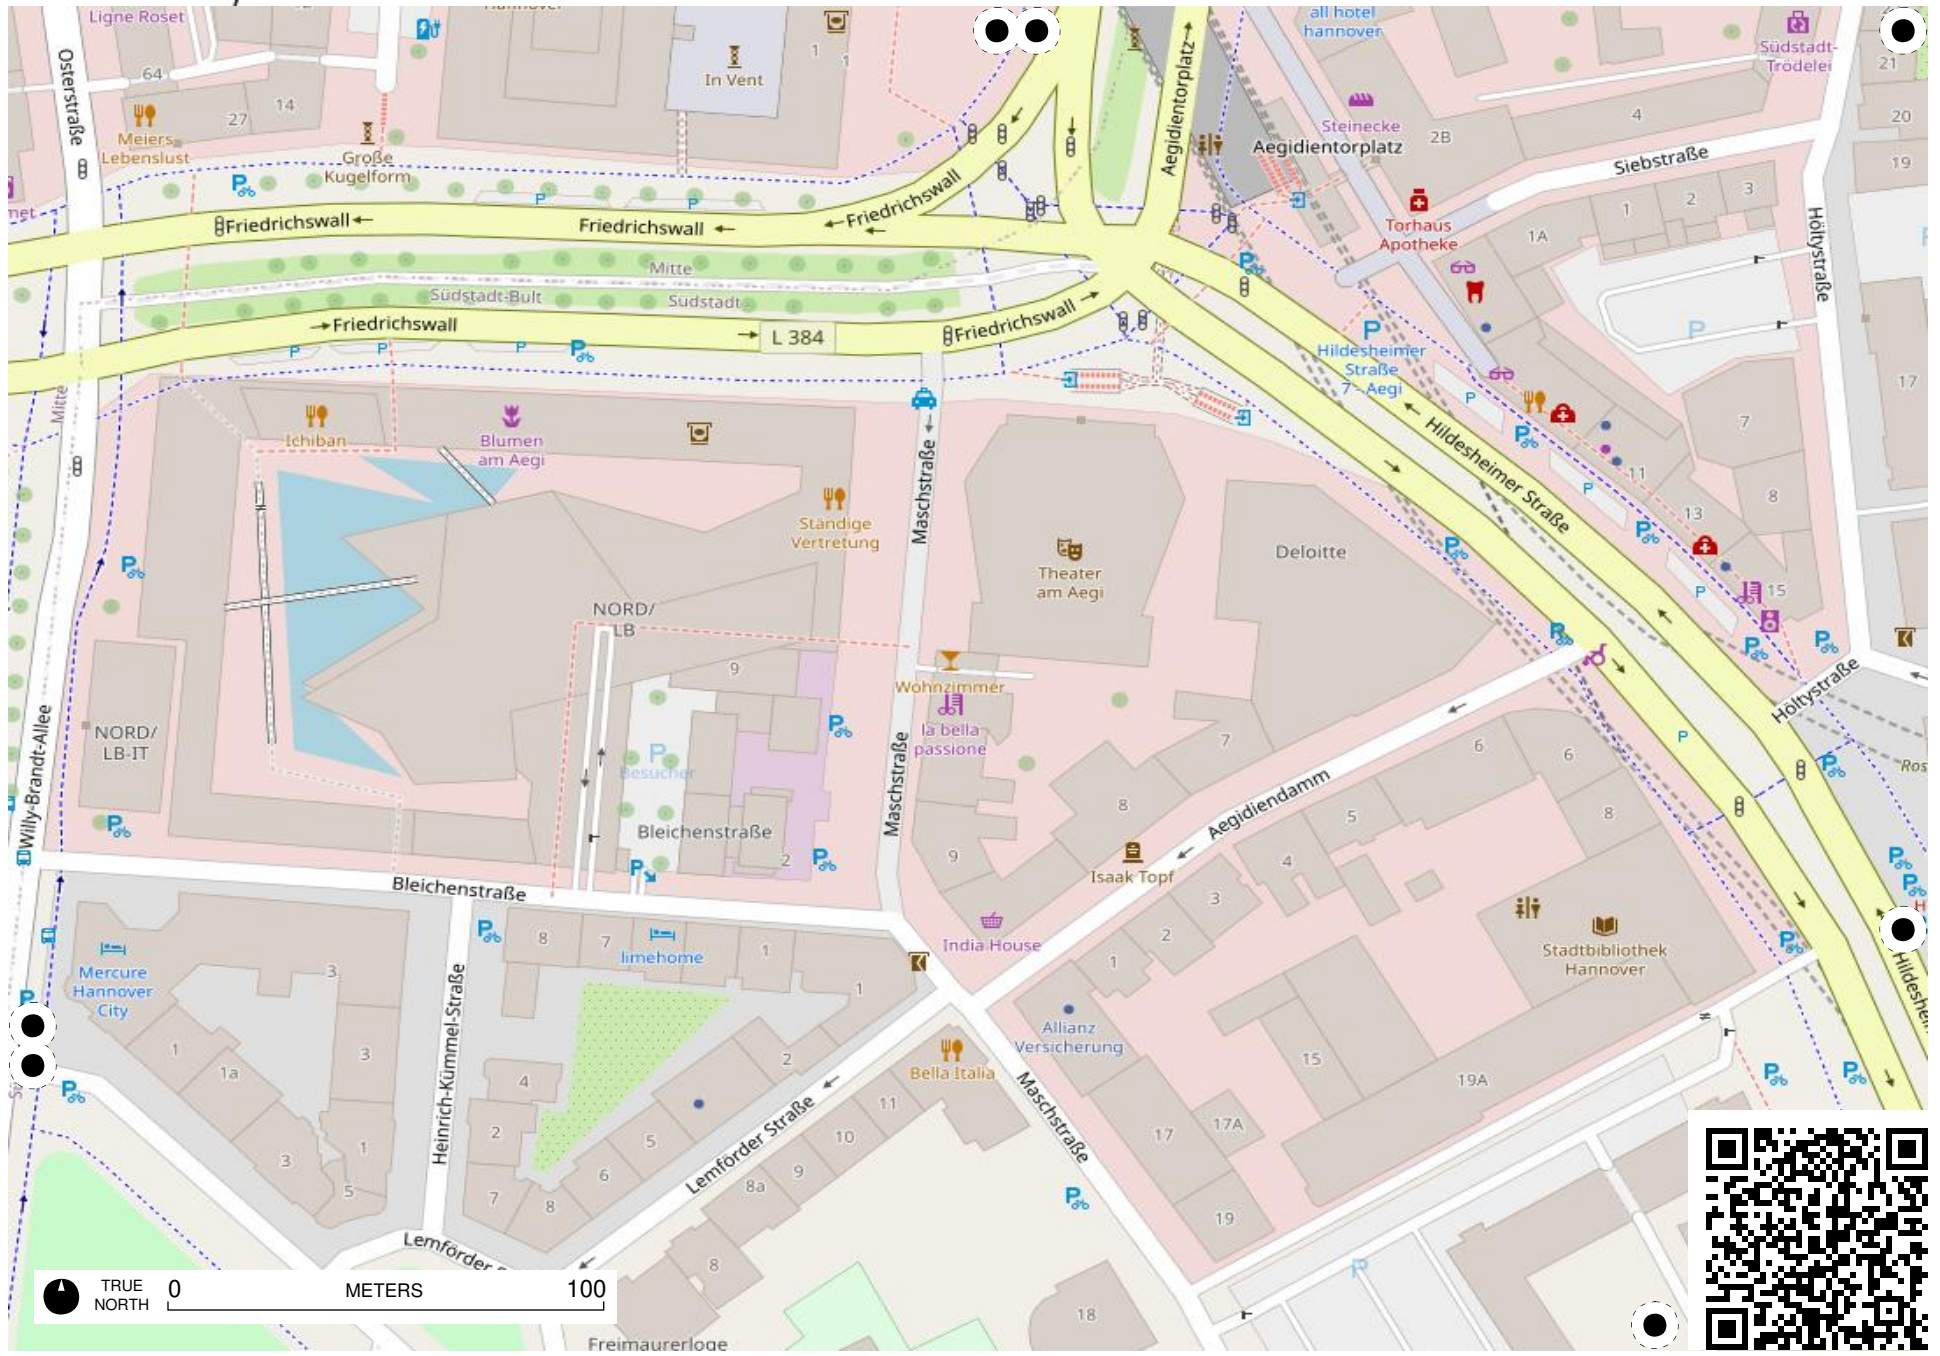 Ligne Roset
Hannover
1
In Vent
all hotel
hannover
Südstadt-
Trödelei
21
64
14
27
Osterstraße
Meiers
Lebenslust
Große
Kugelform
Aegidientorplatz
Aegidientorplatz
Steinecke
2B
4
20
Siebstraße
19
1
2
3
Torhaus
Apotheke
1A
Höltystraße
Friedrichswall
Friedrichswall
Friedrichswall
Mitte
Südstadt-Bult
Südstadt
Friedrichswall
L 384
Friedrichswall
P
Hildesheimer
Straße
7 - Aegi
17
7
Mitte
Ichiban
Blumen
am Aegi
Hildesheimer Straße
11
8
13
Maschstraße
Ständige
Vertretung
Deloitte
Theater
am Aegi
15
NORD/
LB
9
Wohnzimmer
la bella
passione
Höltystraße
NORD/
LB-IT
Willy-Brandt-Allee
P
Besucher
Maschstraße
7
6
6
8
Aegidiendamm
5
8
Bleichenstraße
2
9
Isaak Topf
4
3
Bleichenstraße
India House
2
1
Stadtbibliothek
Hannover
8
7
limehome
1
1
3
Mercure
Hannover
City
Hildesheim
Heinrich-Kümmel-Straße
Allianz
Versicherung
15
19A
1
1a
3
2
4
Bella Italia
Maschstraße
11
10
17
17A
2
5
Lemförder Straße
9
8a
6
1
3
5
7
8
19
Lemförder
8
18
Freimaurerloge
TRUE
NORTH
0
METERS
100